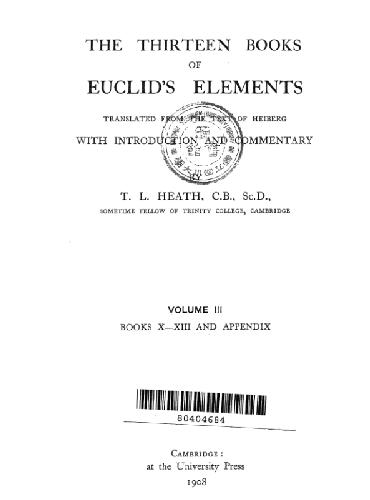 THE THIRTEEN BOOKS
OF
EUCLID'S ELEMENTS
TRANSLATED FROM THE TEXT OF HEIBERG
WITH INTRODUCTION AND COMMENTARY
BY
T. L. HEATH, C.B., Sc.D.,
SOMETIME FELLOW OF TRINITY COLLEGE, CAMBRIDGE
VOLUME III
BOOKS X—XIII AND APPENDIX
80404664
CAMBRIDGE:
at the University Press
1908